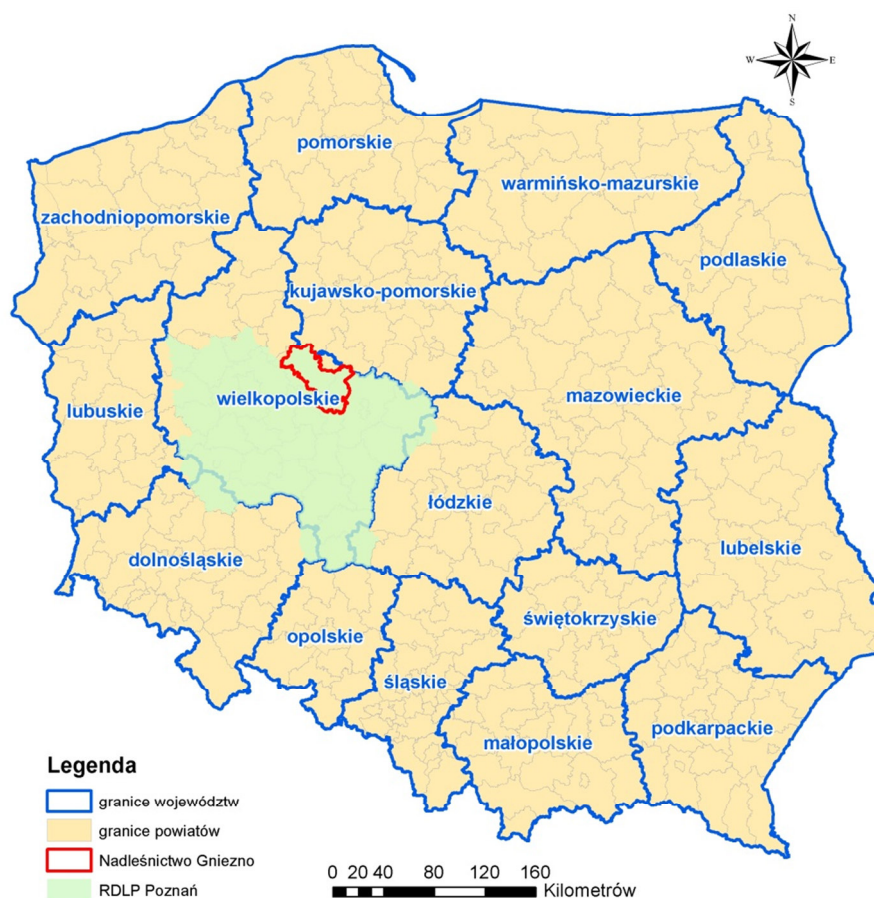 N
W E
S
pomorskie
warmińsko-mazurskie
zachodniopomorskie
podlaskie
kujawsko-pomorskie
mazowieckie
wielkopolskie
lubuskie
łódzkie
lubelskie
dolnośląskie
świętokrzyskie
opolskie
śląskie
podkarpackie
małopolskie
Legenda
granice województw
granice powiatów
Nadleśnictwo Gniezno
RDLP Poznań
0 20 40 80 120 160
Kilometrów